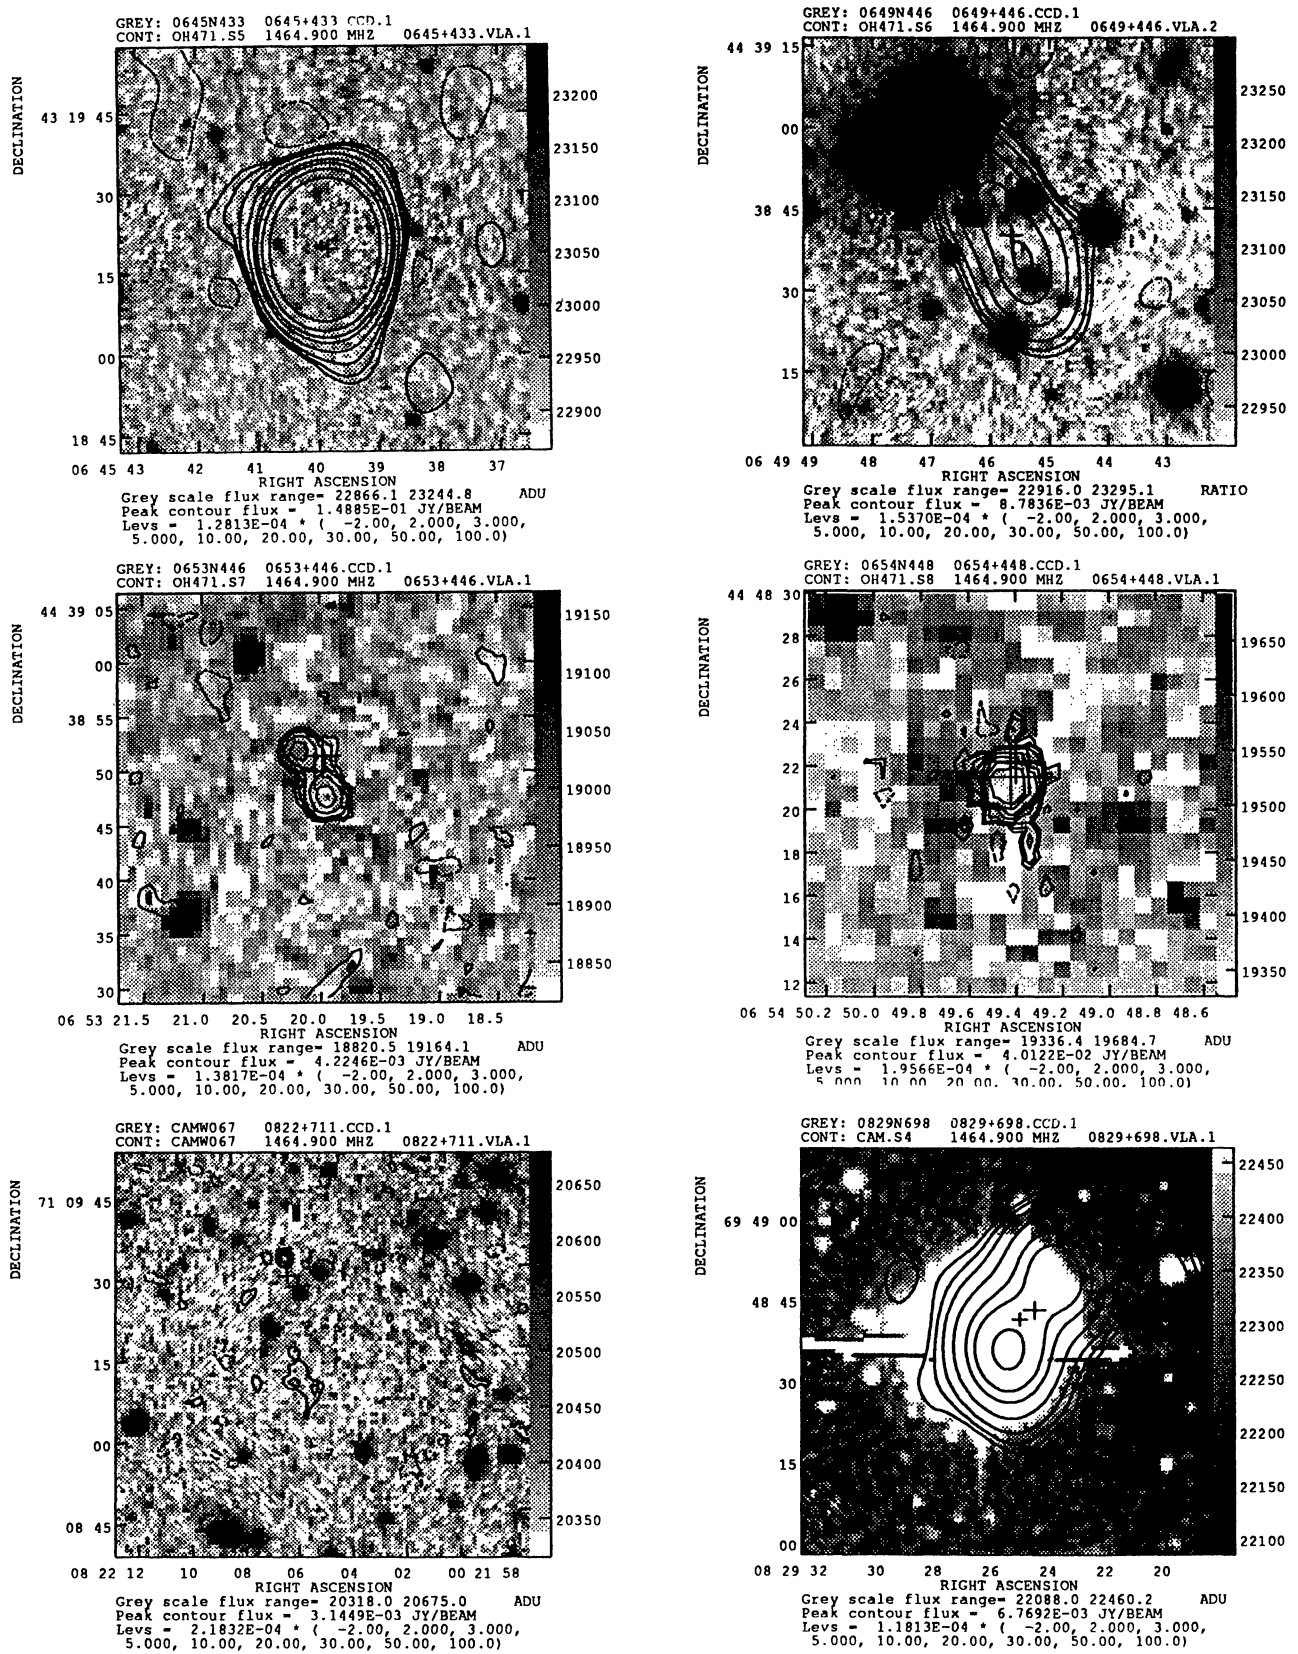 GREY: 0645N433 0645+433 CCD.1
CONT: OH471.S5 1464.900 MHZ 0645+433.VLA.1
DECLINATION
43 19 45
30
15
00
18 45
23200
23150
23100
23050
23000
22950
22900
06 45 43 42 41 40 39 38 37
RIGHT ASCENSION
Grey scale flux range= 22866.1 23244.8 ADU
Peak contour flux = 1.4885E-01 JY/BEAM
Levs = 1.2813E-04 * ( -2.00, 2.000, 3.000,
5.000, 10.00, 20.00, 30.00, 50.00, 100.0)
GREY: 0649N446 0649+446.CCD.1
CONT: OH471.S6 1464.900 MHZ 0649+446.VLA.2
DECLINATION
44 39 15
00
38 45
30
15
23250
23200
23150
23100
23050
23000
22950
06 49 49 48 47 46 45 44 43
RIGHT ASCENSION
Grey scale flux range= 22916.0 23295.1 RATIO
Peak contour flux = 8.7836E-03 JY/BEAM
Levs = 1.5370E-04 * ( -2.00, 2.000, 3.000,
5.000, 10.00, 20.00, 30.00, 50.00, 100.0)
GREY: 0653N446 0653+446.CCD.1
CONT: OH471.S7 1464.900 MHZ 0653+446.VLA.1
DECLINATION
44 39 05
00
38 55
50
45
40
35
30
19150
19100
19050
19000
18950
18900
18850
06 53 21.5 21.0 20.5 20.0 19.5 19.0 18.5
RIGHT ASCENSION
Grey scale flux range= 18820.5 19164.1 ADU
Peak contour flux = 4.2246E-03 JY/BEAM
Levs = 1.3817E-04 * ( -2.00, 2.000, 3.000,
5.000, 10.00, 20.00, 30.00, 50.00, 100.0)
GREY: 0654N448 0654+448.CCD.1
CONT: OH471.S8 1464.900 MHZ 0654+448.VLA.1
DECLINATION
44 48 30
28
26
24
22
20
18
16
14
12
19650
19600
19550
19500
19450
19400
19350
06 54 50.2 50.0 49.8 49.6 49.4 49.2 49.0 48.8 48.6
RIGHT ASCENSION
Grey scale flux range= 19336.4 19684.7 ADU
Peak contour flux = 4.0122E-02 JY/BEAM
Levs = 1.9566E-04 * ( -2.00, 2.000, 3.000,
5.000, 10.00, 20.00, 30.00, 50.00, 100.0)
GREY: CAMW067 0822+711.CCD.1
CONT: CAMW067 1464.900 MHZ 0822+711.VLA.1
DECLINATION
71 09 45
30
15
00
08 45
20650
20600
20550
20500
20450
20400
20350
08 22 12 10 08 06 04 02 00 21 58
RIGHT ASCENSION
Grey scale flux range= 20318.0 20675.0 ADU
Peak contour flux = 3.1449E-03 JY/BEAM
Levs = 2.1832E-04 * ( -2.00, 2.000, 3.000,
5.000, 10.00, 20.00, 30.00, 50.00, 100.0)
GREY: 0829N698 0829+698.CCD.1
CONT: CAM.S4 1464.900 MHZ 0829+698.VLA.1
DECLINATION
69 49 00
48 45
30
15
00
22450
22400
22350
22300
22250
22200
22150
22100
08 29 32 30 28 26 24 22 20
RIGHT ASCENSION
Grey scale flux range= 22088.0 22460.2 ADU
Peak contour flux = 6.7692E-03 JY/BEAM
Levs = 1.1813E-04 * ( -2.00, 2.000, 3.000,
5.000, 10.00, 20.00, 30.00, 50.00, 100.0)